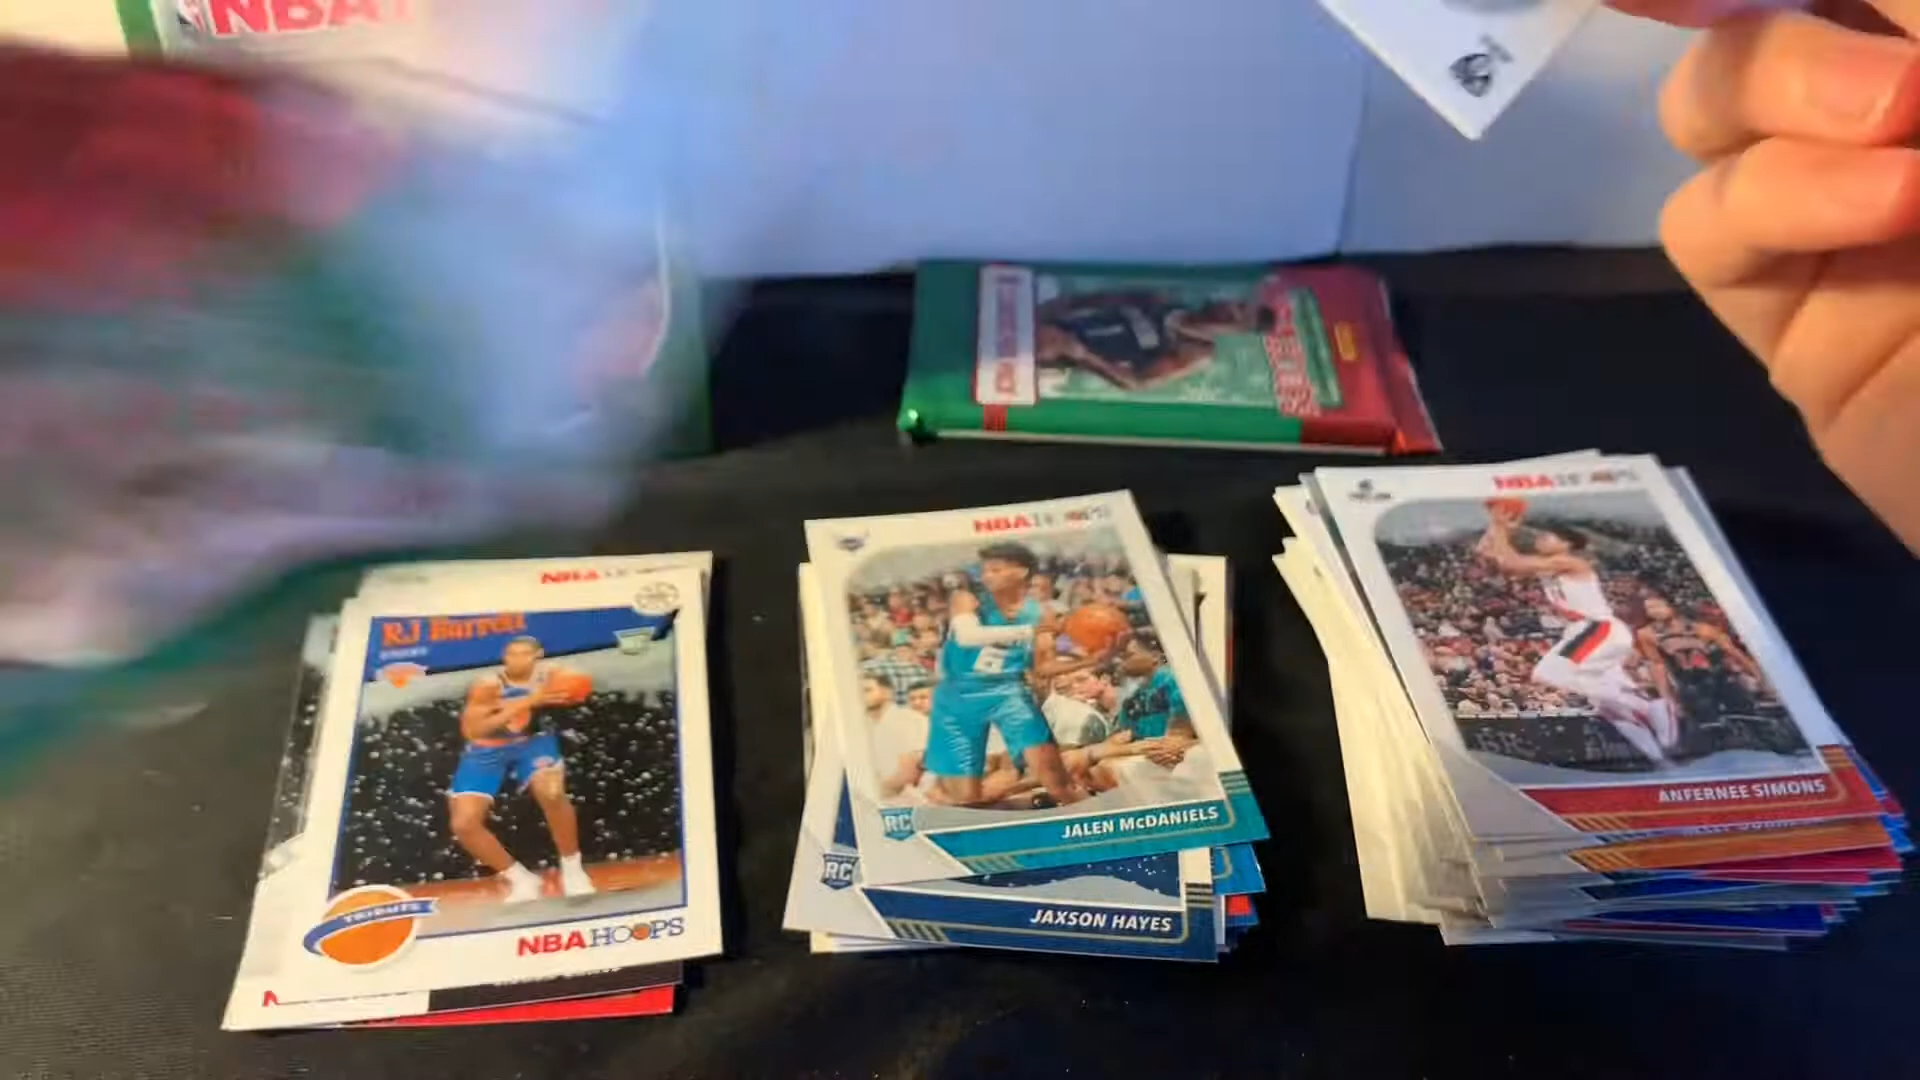 NBA
NBA HOOPS
NBA HOOPS
NBA
RJ Barrett
KNICKS
RC
JALEN McDANIELS
RC
JAXSON HAYES
ANFERNEE SIMONS
TRIBUTE
NBA HOOPS